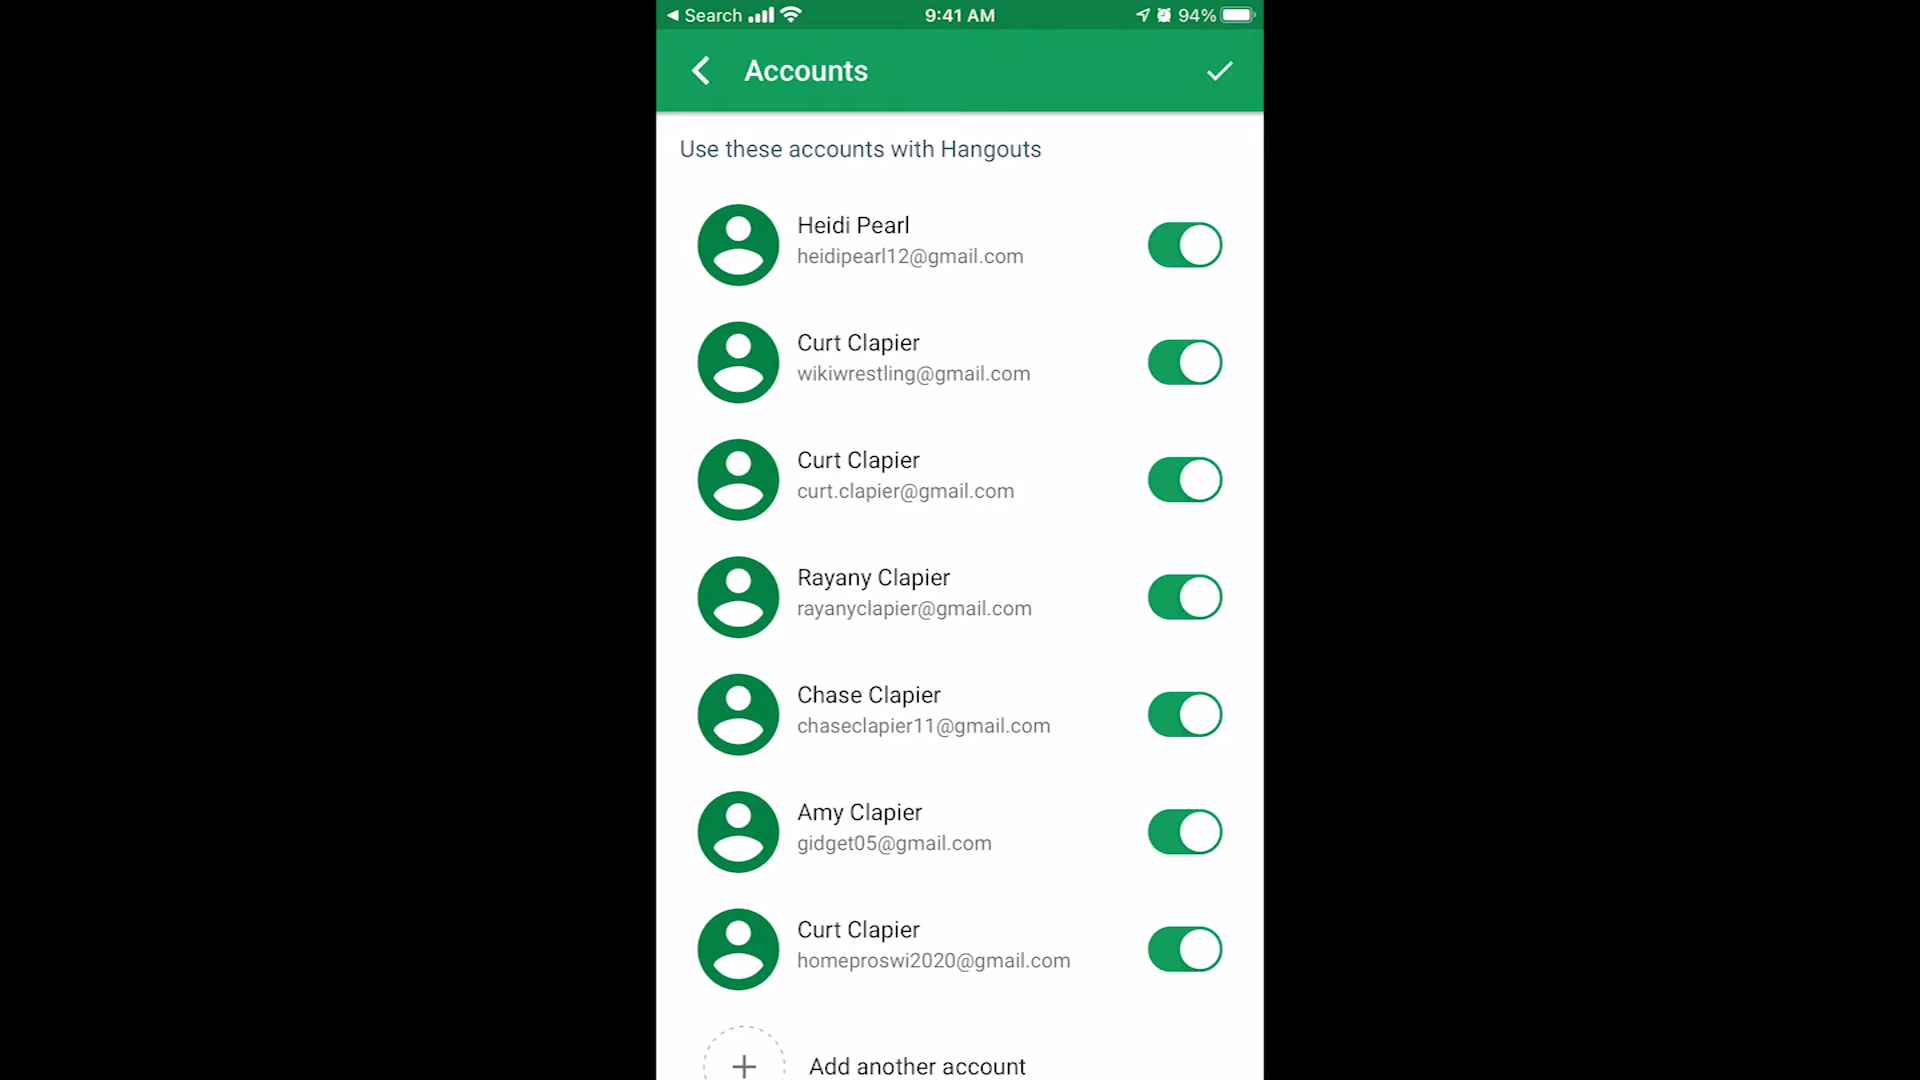 Search 9:41 AM 94%
Accounts
Use these accounts with Hangouts
Heidi Pearl
heidipearl12@gmail.com
Curt Clapier
wikiwrestling@gmail.com
Curt Clapier
curt.clapier@gmail.com
Rayany Clapier
rayanyclapier@gmail.com
Chase Clapier
chaseclapier11@gmail.com
Amy Clapier
gidget05@gmail.com
Curt Clapier
homeproswi2020@gmail.com
Add another account